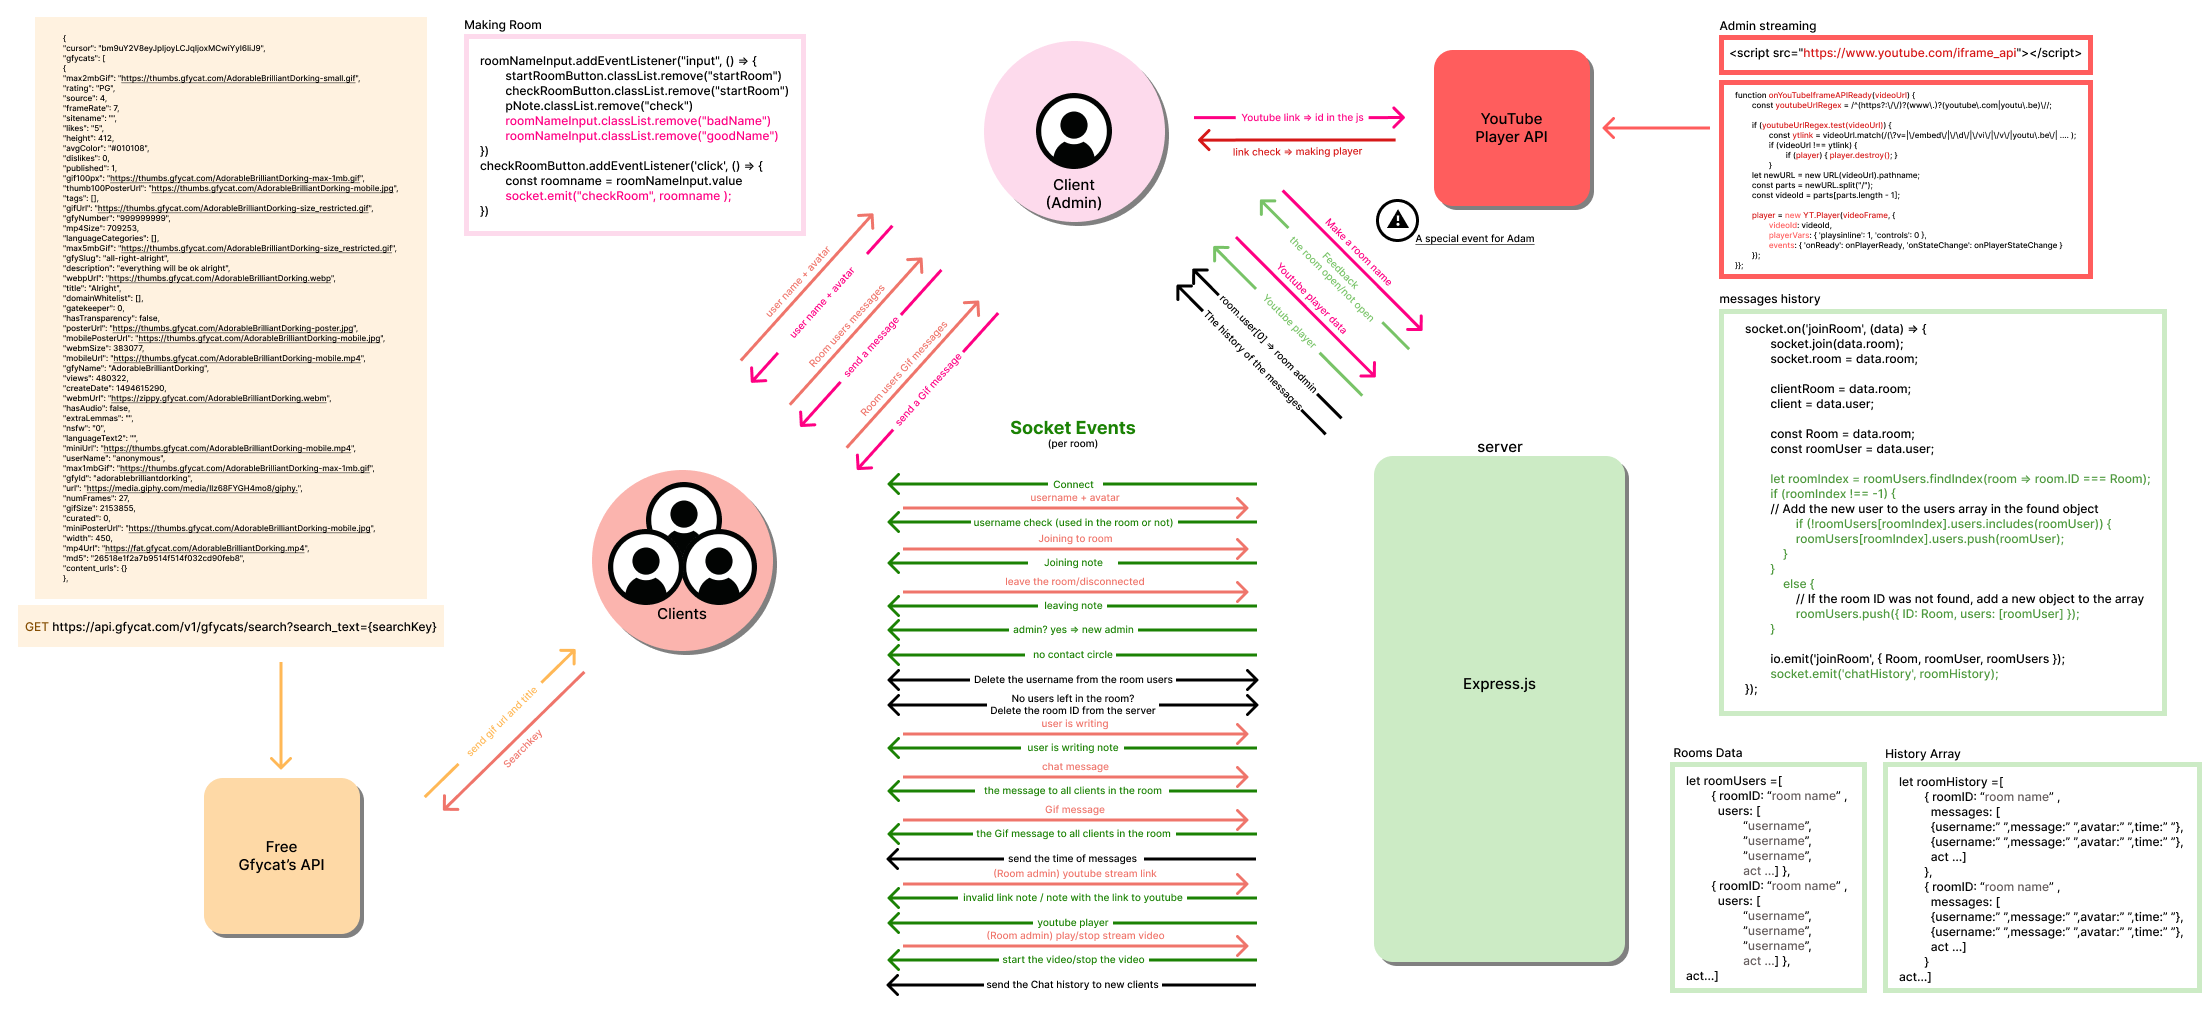 {
"cursor": "bm9uY2V8eyJpIjoyLCJqIjoxMCwiYyI6IiJ9",
"gfycats": [
{
"max2mbGif": "https://thumbs.gfycat.com/AdorableBrilliantDorking-small.gif",
"rating": "PG",
"source": 4,
"frameRate": 7,
"sitename": "",
"likes": "5",
"height": 412,
"avgColor": "#010108",
"dislikes": 0,
"published": 1,
"gif100px": "https://thumbs.gfycat.com/AdorableBrilliantDorking-max-1mb.gif",
"thumb100PosterUrl": "https://thumbs.gfycat.com/AdorableBrilliantDorking-mobile.jpg",
"tags": [],
"gifUrl": "https://thumbs.gfycat.com/AdorableBrilliantDorking-size_restricted.gif",
"gfyNumber": "999999999",
"mp4Size": 709253,
"languageCategories": [],
"max5mbGif": "https://thumbs.gfycat.com/AdorableBrilliantDorking-size_restricted.gif",
"gfySlug": "all-right-alright",
"description": "everything will be ok alright",
"webpUrl": "https://thumbs.gfycat.com/AdorableBrilliantDorking.webp",
"title": "Alright",
"domainWhitelist": [],
"gatekeeper": 0,
"hasTransparency": false,
"posterUrl": "https://thumbs.gfycat.com/AdorableBrilliantDorking-poster.jpg",
"mobilePosterUrl": "https://thumbs.gfycat.com/AdorableBrilliantDorking-mobile.jpg",
"webmSize": 383077,
"mobileUrl": "https://thumbs.gfycat.com/AdorableBrilliantDorking-mobile.mp4",
"gfyName": "AdorableBrilliantDorking",
"views": 480322,
"createDate": 1494615290,
"webmUrl": "https://zippy.gfycat.com/AdorableBrilliantDorking.webm",
"hasAudio": false,
"extraLemmas": "",
"nsfw": "0",
"languageText2": "",
"miniUrl": "https://thumbs.gfycat.com/AdorableBrilliantDorking-mobile.mp4",
"userName": "anonymous",
"max1mbGif": "https://thumbs.gfycat.com/AdorableBrilliantDorking-max-1mb.gif",
"gfyId": "adorablebrilliantdorking",
"url": "https://media.giphy.com/media/IIz68FYGH4mo8/giphy.",
"numFrames": 27,
"gifSize": 2153855,
"curated": 0,
"miniPosterUrl": "https://thumbs.gfycat.com/AdorableBrilliantDorking-mobile.jpg",
"width": 450,
"mp4Url": "https://fat.gfycat.com/AdorableBrilliantDorking.mp4",
"md5": "26518e1f2a7b9514f514f032cd90feb8",
"content_urls": {}
},
GET https://api.gfycat.com/v1/gfycats/search?search_text={searchKey}
Free
Gfycat's API
send gif url and title
Searchkey
Making Room
roomNameInput.addEventListener("input", () => {
startRoomButton.classList.remove("startRoom")
checkRoomButton.classList.remove("startRoom")
pNote.classList.remove("check")
roomNameInput.classList.remove("badName")
roomNameInput.classList.remove("goodName")
})
checkRoomButton.addEventListener('click', () => {
const roomname = roomNameInput.value
socket.emit("checkRoom", roomname );
})
Client
(Admin)
Clients
user name + avatar
user name + avatar
Room users messages
send a message
Room users Gif messages
send a Gif message
Youtube link => id in the js
link check => making player
YouTube
Player API
A special event for Adam
Make a room name
Feedback
the room open/not open
Youtube player data
Youtube player
room.user[0] => room admin
The history of the messages
Socket Events
(per room)
Connect
username + avatar
username check (used in the room or not)
Joining to room
Joining note
leave the room/disconnected
leaving note
admin? yes => new admin
no contact circle
Delete the username from the room users
No users left in the room?
Delete the room ID from the server
user is writing
user is writing note
chat message
the message to all clients in the room
Gif message
the Gif message to all clients in the room
send the time of messages
(Room admin) youtube stream link
invalid link note / note with the link to youtube
youtube player
(Room admin) play/stop stream video
start the video/stop the video
send the Chat history to new clients
server
Express.js
Admin streaming
<script src="https://www.youtube.com/iframe_api"></script>
function onYouTubeIframeAPIReady(videoUrl) {
const youtubeUrlRegex = /^(https?:\/\/)?(www\.)?(youtube\.com|youtu\.be)\//;
if (youtubeUrlRegex.test(videoUrl)) {
const ytlink = videoUrl.match(/(\?v=|\/embed\/|\/\d\/|\/vi\/|\/v\/|youtu\.be\/| .... );
if (videoUrl !== ytlink) {
if (player) { player.destroy(); }
}
let newURL = new URL(videoUrl).pathname;
const parts = newURL.split("/");
const videoId = parts[parts.length - 1];
player = new YT.Player(videoFrame, {
videoId: videoId,
playerVars: { 'playsinline': 1, 'controls': 0 },
events: { 'onReady': onPlayerReady, 'onStateChange': onPlayerStateChange }
});
}};
messages history
socket.on('joinRoom', (data) => {
socket.join(data.room);
socket.room = data.room;
clientRoom = data.room;
client = data.user;
const Room = data.room;
const roomUser = data.user;
let roomIndex = roomUsers.findIndex(room => room.ID === Room);
if (roomIndex !== -1) {
// Add the new user to the users array in the found object
if (!roomUsers[roomIndex].users.includes(roomUser)) {
roomUsers[roomIndex].users.push(roomUser);
}
}
else {
// If the room ID was not found, add a new object to the array
roomUsers.push({ ID: Room, users: [roomUser] });
}
io.emit('joinRoom', { Room, roomUser, roomUsers });
socket.emit('chatHistory', roomHistory);
});
Rooms Data
let roomUsers =[
{ roomID: “room name” ,
users: [
“username”,
“username”,
“username”,
act ...] },
{ roomID: “room name” ,
users: [
“username”,
“username”,
“username”,
act ...] },
act...]
History Array
let roomHistory =[
{ roomID: “room name” ,
messages: [
{username:“ ”,message:“ ”,avatar:“ ”,time:“ ”},
{username:“ ”,message:“ ”,avatar:“ ”,time:“ ”},
act ...]
},
{ roomID: “room name” ,
messages: [
{username:“ ”,message:“ ”,avatar:“ ”,time:“ ”},
{username:“ ”,message:“ ”,avatar:“ ”,time:“ ”},
act ...]
}
act...]